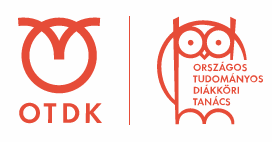 OTDK
ORSZÁGOS
TUDOMÁNYOS
DIÁKKÖRI
TANÁCS